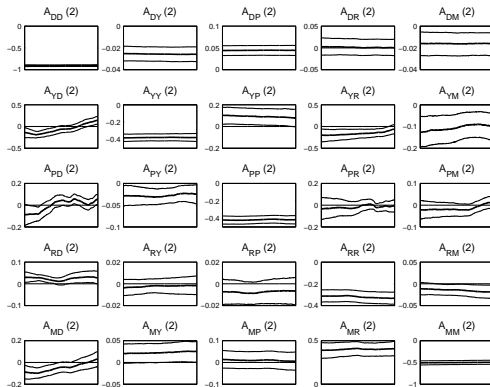 A_DD (2) A_DY (2) A_DP (2) A_DR (2) A_DM (2)
0 0 0.1 0.05 0
−0.5 −0.02 0.05 0 −0.02
−1 −0.04 0 −0.05 −0.04
A_YD (2) A_YY (2) A_YP (2) A_YR (2) A_YM (2)
0.5 0 0.2 0.5 0
0 −0.2 0.1 0 −0.1
−0.5 −0.4 0 −0.5 −0.2
A_PD (2) A_PY (2) A_PP (2) A_PR (2) A_PM (2)
0.2 0 0 0.2 0.1
0 −0.05 −0.2 0 0
−0.2 −0.1 −0.4 −0.2 −0.1
A_RD (2) A_RY (2) A_RP (2) A_RR (2) A_RM (2)
0.1 0.02 0.02 0 0.1
0 0 0 −0.2 0
−0.1 −0.02 −0.02 −0.4 −0.1
A_MD (2) A_MY (2) A_MP (2) A_MR (2) A_MM (2)
0.2 0.05 0.1 0.5 0
0 0 0 −0.5
−0.2 −0.05 −0.1 0 −1